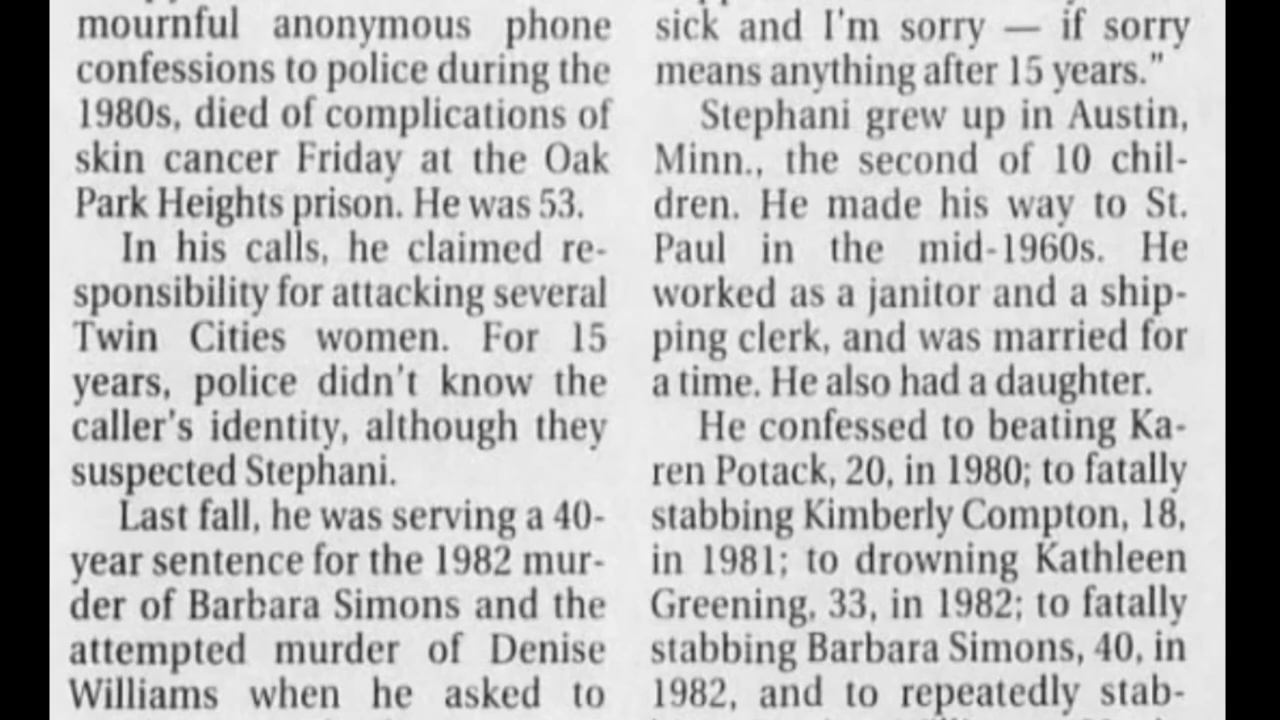 mournful anonymous phone
confessions to police during the
1980s, died of complications of
skin cancer Friday at the Oak
Park Heights prison. He was 53.
In his calls, he claimed re-
sponsibility for attacking several
Twin Cities women. For 15
years, police didn't know the
caller's identity, although they
suspected Stephani.
Last fall, he was serving a 40-
year sentence for the 1982 mur-
der of Barbara Simons and the
attempted murder of Denise
Williams when he asked to
sick and I'm sorry — if sorry
means anything after 15 years."
Stephani grew up in Austin,
Minn., the second of 10 chil-
dren. He made his way to St.
Paul in the mid-1960s. He
worked as a janitor and a ship-
ping clerk, and was married for
a time. He also had a daughter.
He confessed to beating Ka-
ren Potack, 20, in 1980; to fatally
stabbing Kimberly Compton, 18,
in 1981; to drowning Kathleen
Greening, 33, in 1982; to fatally
stabbing Barbara Simons, 40, in
1982, and to repeatedly stab-